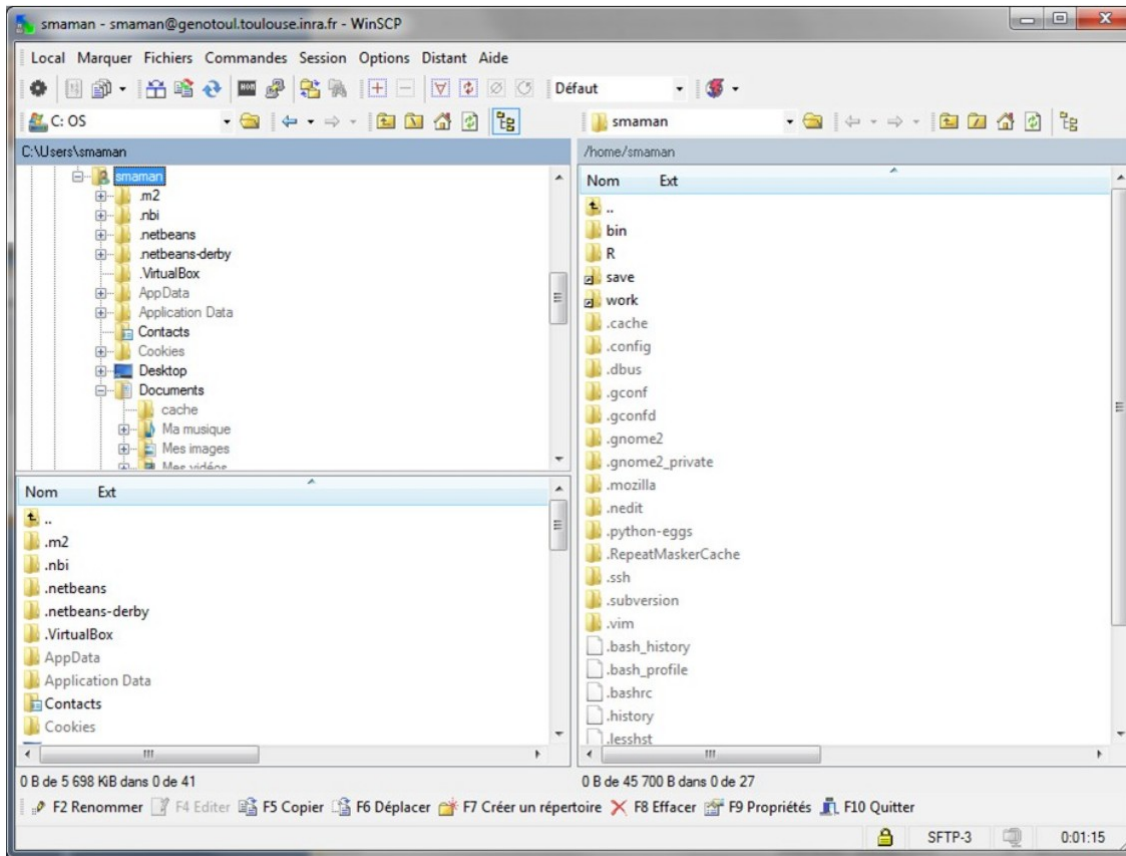 smaman - smaman@genotoul.toulouse.inra.fr - WinSCP
Local Marquer Fichiers Commandes Session Options Distant Aide
Défaut
C: OS
smaman
C:\Users\smaman
/home/smaman
smaman
.m2
.nbi
.netbeans
.netbeans-derby
.VirtualBox
AppData
Application Data
Contacts
Cookies
Desktop
Documents
cache
Ma musique
Mes images
Mes vidéos
Nom Ext
..
.m2
.nbi
.netbeans
.netbeans-derby
.VirtualBox
AppData
Application Data
Contacts
Cookies
Nom Ext
..
bin
R
save
work
.cache
.config
.dbus
.gconf
.gconfd
.gnome2
.gnome2_private
.mozilla
.nedit
.python-eggs
.RepeatMaskerCache
.ssh
.subversion
.vim
.bash_history
.bash_profile
.bashrc
.history
.lesshst
0 B de 5 698 KiB dans 0 de 41
0 B de 45 700 B dans 0 de 27
F2 Renommer F4 Editer F5 Copier F6 Déplacer F7 Créer un répertoire F8 Effacer F9 Propriétés F10 Quitter
SFTP-3 0:01:15